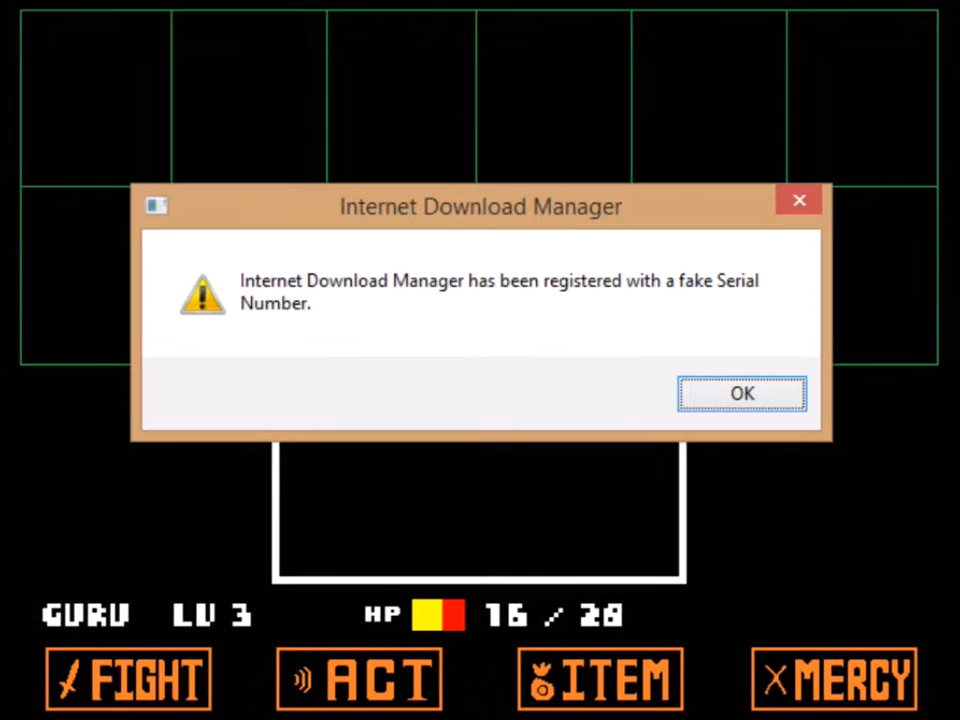 Internet Download Manager
Internet Download Manager has been registered with a fake Serial
Number.
OK
GURU LV 3 HP 16 / 28
FIGHT ACT ITEM MERCY